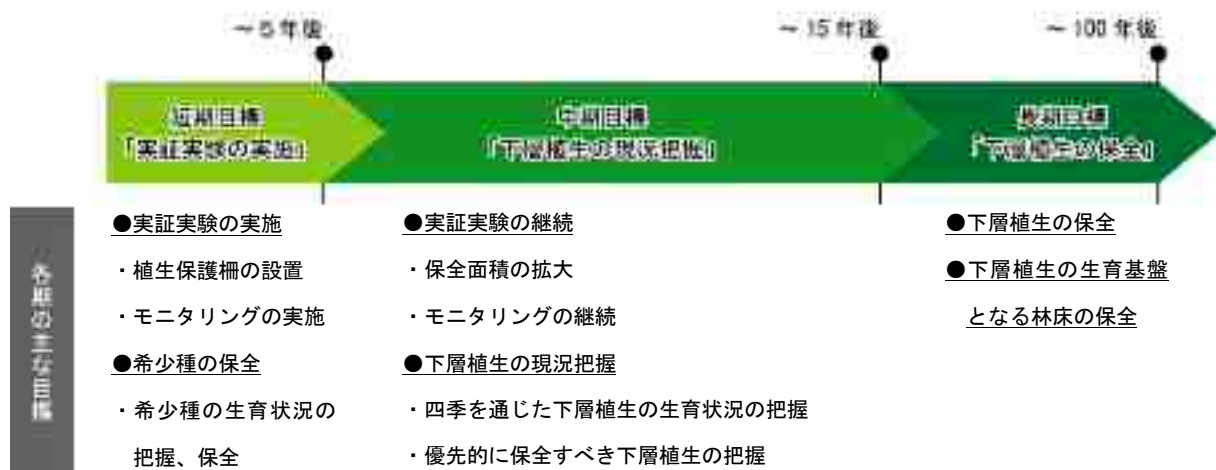 ～5年後
～15年後
～100年後
短期目標
「実証実験の実施」
中期目標
「下層植生の現況把握」
長期目標
「下層植生の保全」
各期の主な目標
●実証実験の実施
・植生保護柵の設置
・モニタリングの実施
●希少種の保全
・希少種の生育状況の
把握、保全
●実証実験の継続
・保全面積の拡大
・モニタリングの継続
●下層植生の現況把握
・四季を通じた下層植生の生育状況の把握
・優先的に保全すべき下層植生の把握
●下層植生の保全
●下層植生の生育基盤
となる林床の保全